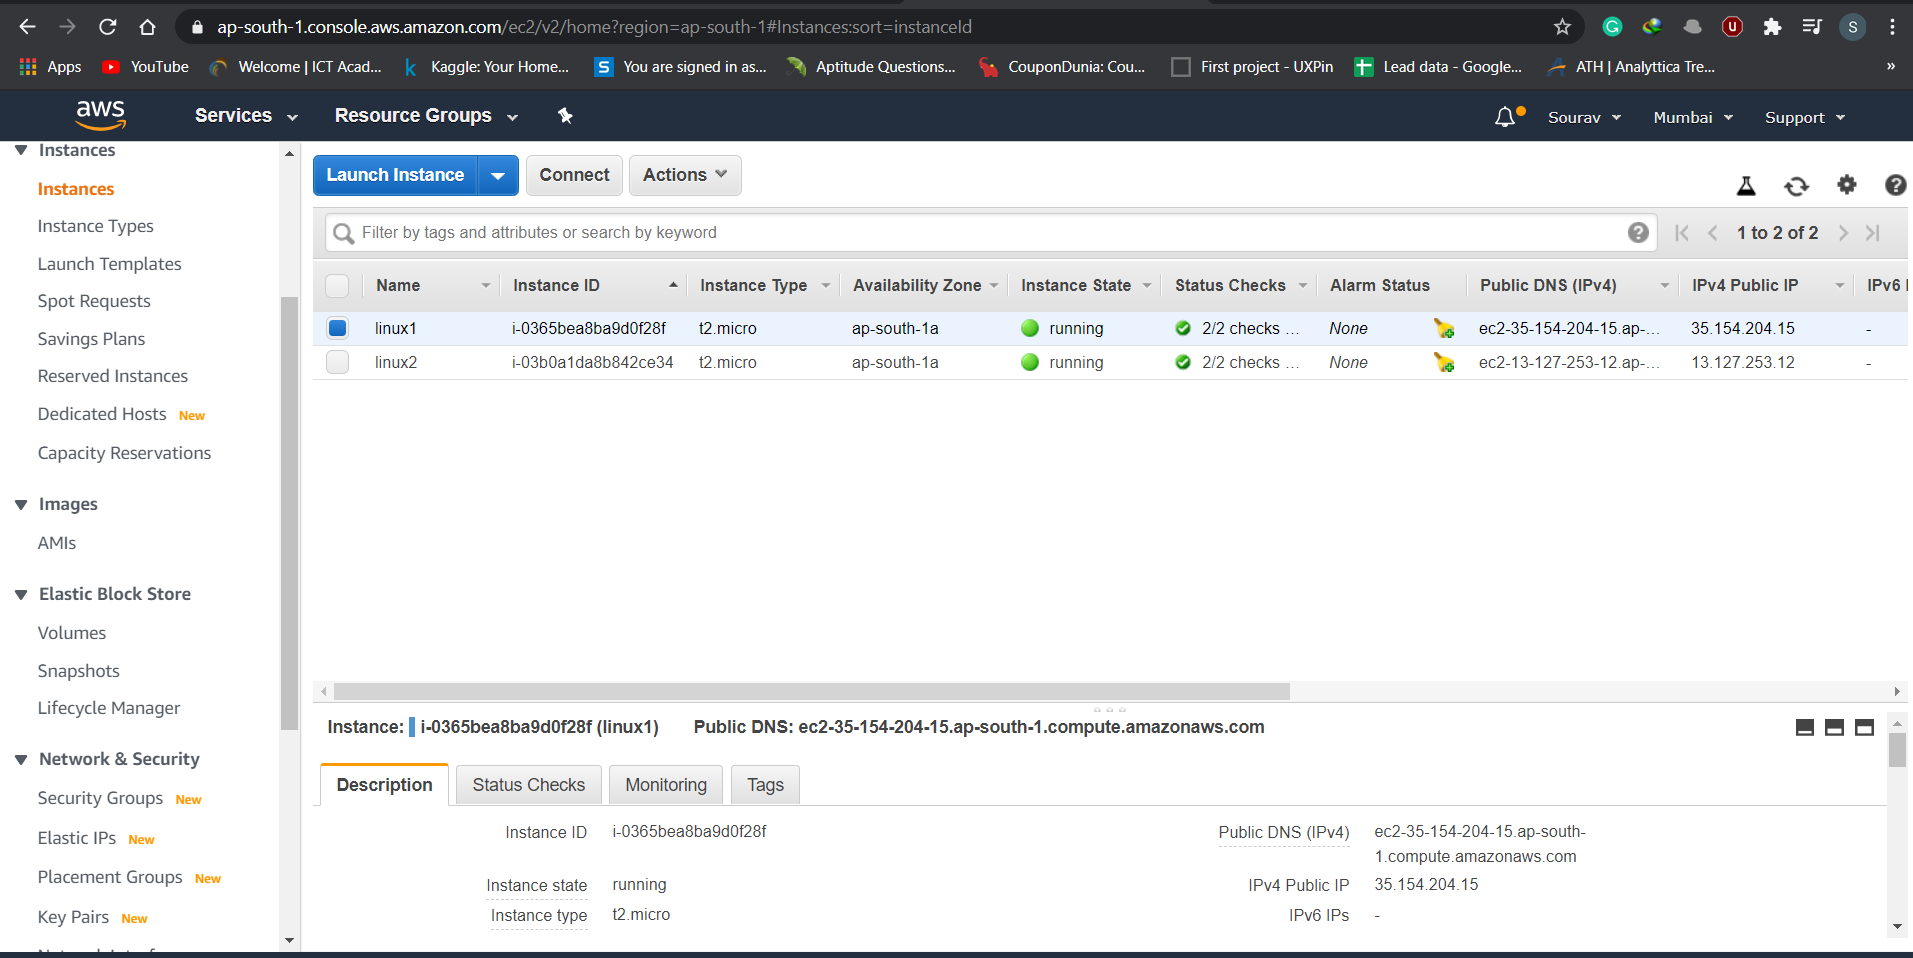 ap-south-1.console.aws.amazon.com/ec2/v2/home?region=ap-south-1#Instances:sort=instanceId
S
Apps YouTube Welcome | ICT Acad... Kaggle: Your Home... You are signed in as... Aptitude Questions... CouponDunia: Cou... First project - UXPin Lead data - Google... ATH | Analyttica Tre... »
aws Services Resource Groups Sourav Mumbai Support
Instances
Instances
Instance Types
Launch Templates
Spot Requests
Savings Plans
Reserved Instances
Dedicated Hosts New
Capacity Reservations
Images
AMIs
Elastic Block Store
Volumes
Snapshots
Lifecycle Manager
Network & Security
Security Groups New
Elastic IPs New
Placement Groups New
Key Pairs New
Launch Instance Connect Actions
Filter by tags and attributes or search by keyword 1 to 2 of 2
Name Instance ID Instance Type Availability Zone Instance State Status Checks Alarm Status Public DNS (IPv4) IPv4 Public IP IPv6
linux1 i-0365bea8ba9d0f28f t2.micro ap-south-1a running 2/2 checks ... None ec2-35-154-204-15.ap-... 35.154.204.15 -
linux2 i-03b0a1da8b842ce34 t2.micro ap-south-1a running 2/2 checks ... None ec2-13-127-253-12.ap-... 13.127.253.12 -
Instance: i-0365bea8ba9d0f28f (linux1) Public DNS: ec2-35-154-204-15.ap-south-1.compute.amazonaws.com
Description Status Checks Monitoring Tags
Instance ID i-0365bea8ba9d0f28f Public DNS (IPv4) ec2-35-154-204-15.ap-south-
1.compute.amazonaws.com
Instance state running IPv4 Public IP 35.154.204.15
Instance type t2.micro IPv6 IPs -